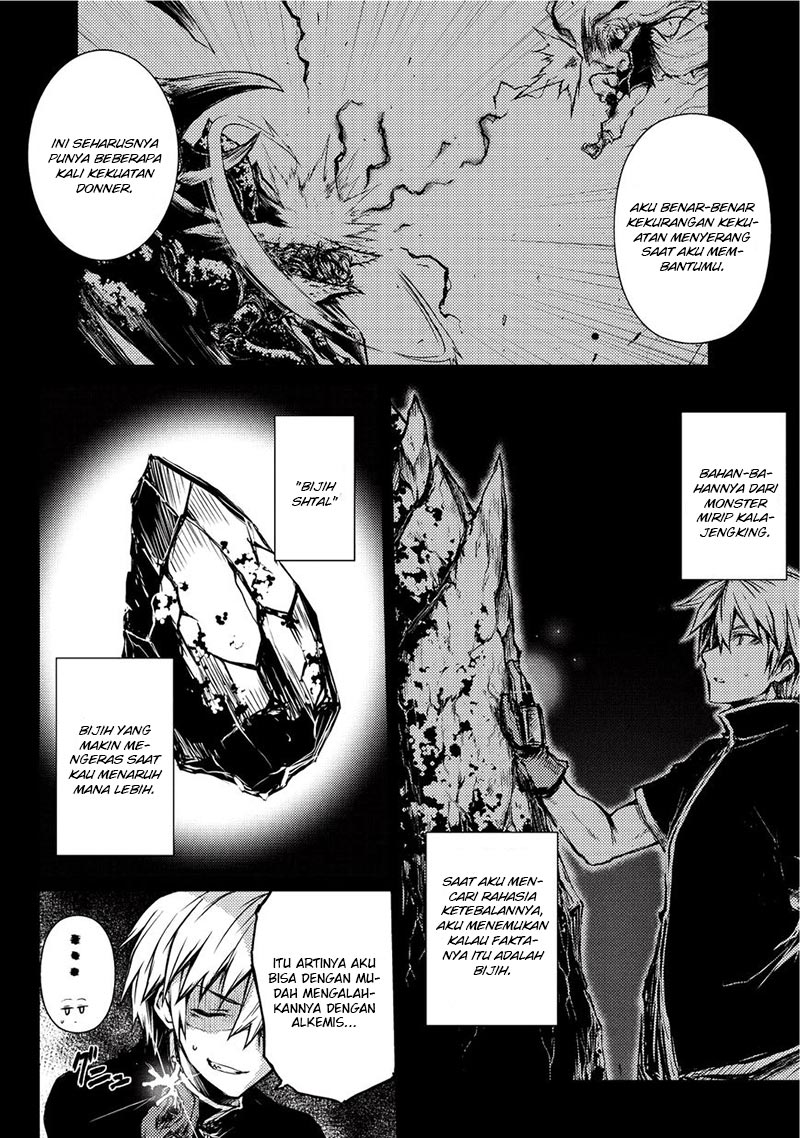 AKU BENAR-BENAR
KEKURANGAN KEKU-
ATAN MENYERANG
SAAT AKU MEM-
BANTUMU.
INI SEHARUSNYA
PUNYA BEBERAPA
KALI KEKUATAN
DONNER.
BAHAN-BA-
HANNYA DARI
MONSTER
MIRIP KALA-
JENGKING.
SAAT AKU MEN-
CARI RAHASIA
KETEBALANNYA,
AKU MENEMUKAN
KALAU FAKTA-
NYA ITU ADALAH
BIJIH.
"BIJIH
SHTAL"
BIJIH YANG
MAKIN ME-
NGERAS SAAT
KAU MENARUH
MANA LEBIH.
ITU ARTINYA AKU
BISA DENGAN MU-
DAH MENGALAH-
KANNYA DENGAN
ALKEMIS...
グニュ